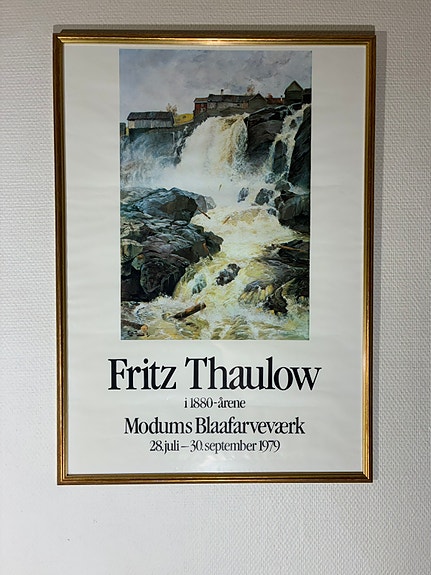 Fritz Thaulow
i 1880-årene
Modums Blaafarveværk
28. juli – 30. september 1979